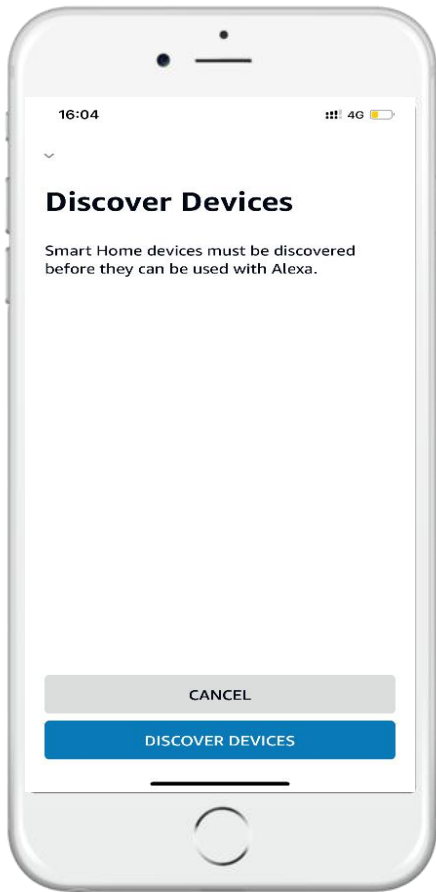 16:04
4G
Discover Devices
Smart Home devices must be discovered
before they can be used with Alexa.
CANCEL
DISCOVER DEVICES